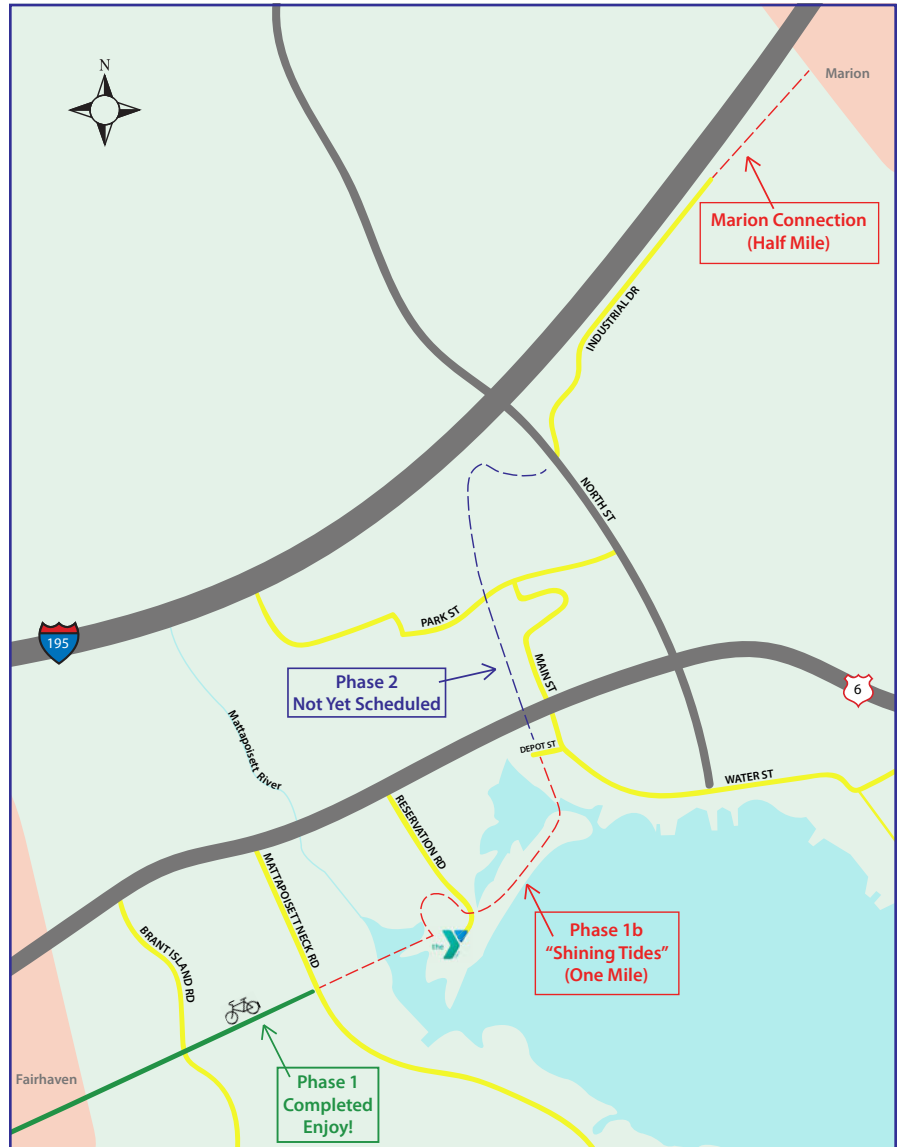 N
Marion
Marion Connection
(Half Mile)
INDUSTRIAL DR
NORTH ST
PARK ST
195
Phase 2
Not Yet Scheduled
MAIN ST
6
Mattapoisett River
DEPOT ST
WATER ST
RESERVATION RD
MATTAPOISETT NECK RD
the
Phase 1b
“Shining Tides”
(One Mile)
BRANT ISLAND RD
Fairhaven
Phase 1
Completed
Enjoy!